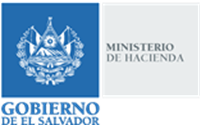 MINISTERIO
DE HACIENDA
GOBIERNO
DE EL SALVADOR